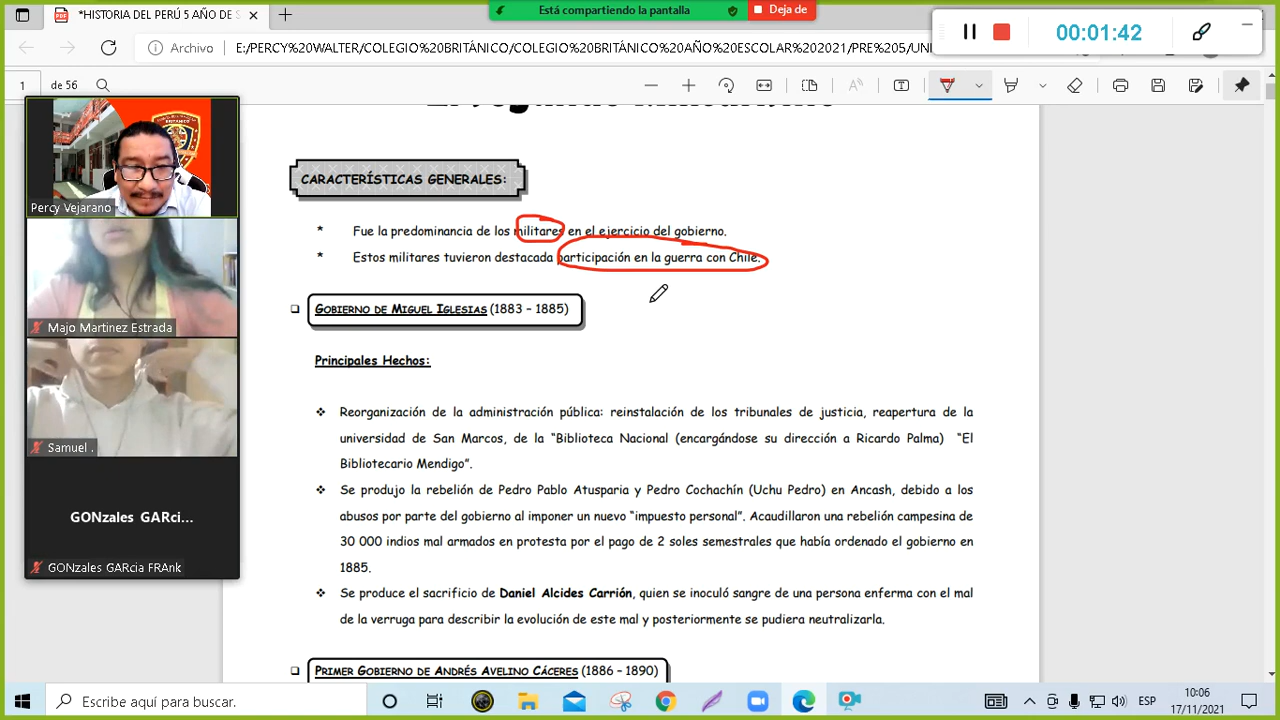 *HISTORIA DEL PERÚ 5 AÑO DE S
Está compartiendo la pantalla
Deja de
00:01:42
Archivo
E:/PERCY%20WALTER/COLEGIO%20BRITÁNICO/COLEGIO%20BRITÁNICO%20AÑO%20ESCOLAR%202021/PRE%205/UN
1 de 56
CARACTERÍSTICAS GENERALES:
* Fue la predominancia de los militares en el ejercicio del gobierno.
* Estos militares tuvieron destacada participación en la guerra con Chile.
GOBIERNO DE MIGUEL IGLESIAS (1883 – 1885)
Principales Hechos:
Reorganización de la administración pública: reinstalación de los tribunales de justicia, reapertura de la
universidad de San Marcos, de la "Biblioteca Nacional (encargándose su dirección a Ricardo Palma) "El
Bibliotecario Mendigo".
Se produjo la rebelión de Pedro Pablo Atusparia y Pedro Cochachín (Uchu Pedro) en Ancash, debido a los
abusos por parte del gobierno al imponer un nuevo "impuesto personal". Acaudillaron una rebelión campesina de
30 000 indios mal armados en protesta por el pago de 2 soles semestrales que había ordenado el gobierno en
1885.
Se produce el sacrificio de Daniel Alcides Carrión, quien se inoculó sangre de una persona enferma con el mal
de la verruga para describir la evolución de este mal y posteriormente se pudiera neutralizarla.
PRIMER GOBIERNO DE ANDRÉS AVELINO CÁCERES (1886 – 1890)
Percy Vejarano
Majo Martinez Estrada
Samuel .
GONzales GARcia...
GONzales GARcia FRAnk
Escribe aquí para buscar
ESP
10:06
17/11/2021